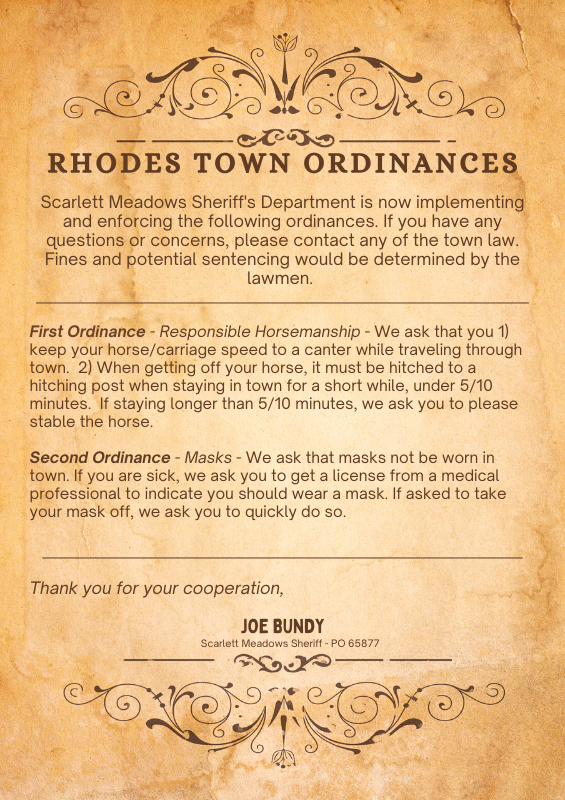 RHODES TOWN ORDINANCES
Scarlett Meadows Sheriff's Department is now implementing
and enforcing the following ordinances. If you have any
questions or concerns, please contact any of the town law.
Fines and potential sentencing would be determined by the
lawmen.
First Ordinance - Responsible Horsemanship - We ask that you 1)
keep your horse/carriage speed to a canter while traveling through
town.  2) When getting off your horse, it must be hitched to a
hitching post when staying in town for a short while, under 5/10
minutes.  If staying longer than 5/10 minutes, we ask you to please
stable the horse.
Second Ordinance - Masks - We ask that masks not be worn in
town. If you are sick, we ask you to get a license from a medical
professional to indicate you should wear a mask. If asked to take
your mask off, we ask you to quickly do so.
Thank you for your cooperation,
JOE BUNDY
Scarlett Meadows Sheriff - PO 65877